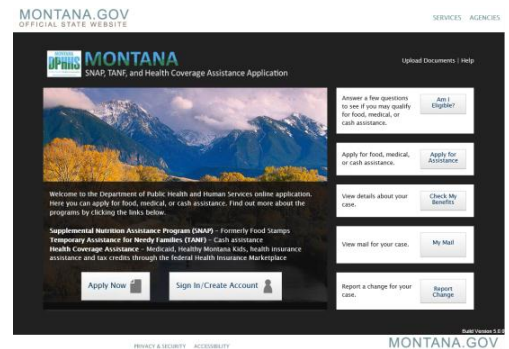 MONTANA.GOV
OFFICIAL STATE WEBSITE
SERVICES AGENCIES
DPHHS
MONTANA
SNAP, TANF, and Health Coverage Assistance Application
Upload Documents | Help
Welcome to the Department of Public Health and Human Services online application.
Here you can apply for food, medical, or cash assistance. Find out more about the
programs by clicking the links below.
Supplemental Nutrition Assistance Program (SNAP) – Formerly Food Stamps
Temporary Assistance for Needy Families (TANF) – Cash assistance
Health Coverage Assistance – Medicaid, Healthy Montana Kids, health insurance
assistance and tax credits through the federal Health Insurance Marketplace
Apply Now
Sign In/Create Account
Answer a few questions
to see if you may qualify
for food, medical, or
cash assistance.
Am I
Eligible?
Apply for food, medical,
or cash assistance.
Apply for
Assistance
View details about your
case.
Check My
Benefits
View mail for your case.
My Mail
Report a change for your
case.
Report
Change
PRIVACY & SECURITY ACCESSIBILITY
MONTANA.GOV